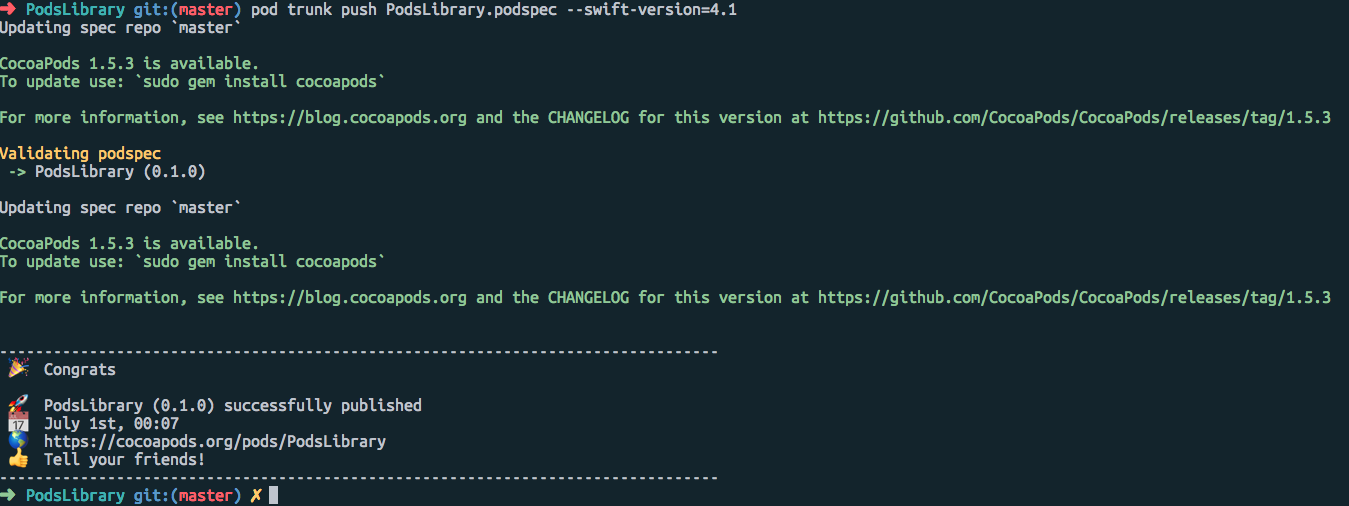 ➜ PodsLibrary git:(master) pod trunk push PodsLibrary.podspec --swift-version=4.1
Updating spec repo `master`
CocoaPods 1.5.3 is available.
To update use: `sudo gem install cocoapods`
For more information, see https://blog.cocoapods.org and the CHANGELOG for this version at https://github.com/CocoaPods/CocoaPods/releases/tag/1.5.3
Validating podspec
-> PodsLibrary (0.1.0)
Updating spec repo `master`
CocoaPods 1.5.3 is available.
To update use: `sudo gem install cocoapods`
For more information, see https://blog.cocoapods.org and the CHANGELOG for this version at https://github.com/CocoaPods/CocoaPods/releases/tag/1.5.3
--------------------------------------------------------------------------------
🎉 Congrats
🚀 PodsLibrary (0.1.0) successfully published
📅 July 1st, 00:07
🌎 https://cocoapods.org/pods/PodsLibrary
👍 Tell your friends!
--------------------------------------------------------------------------------
➜ PodsLibrary git:(master) ✗